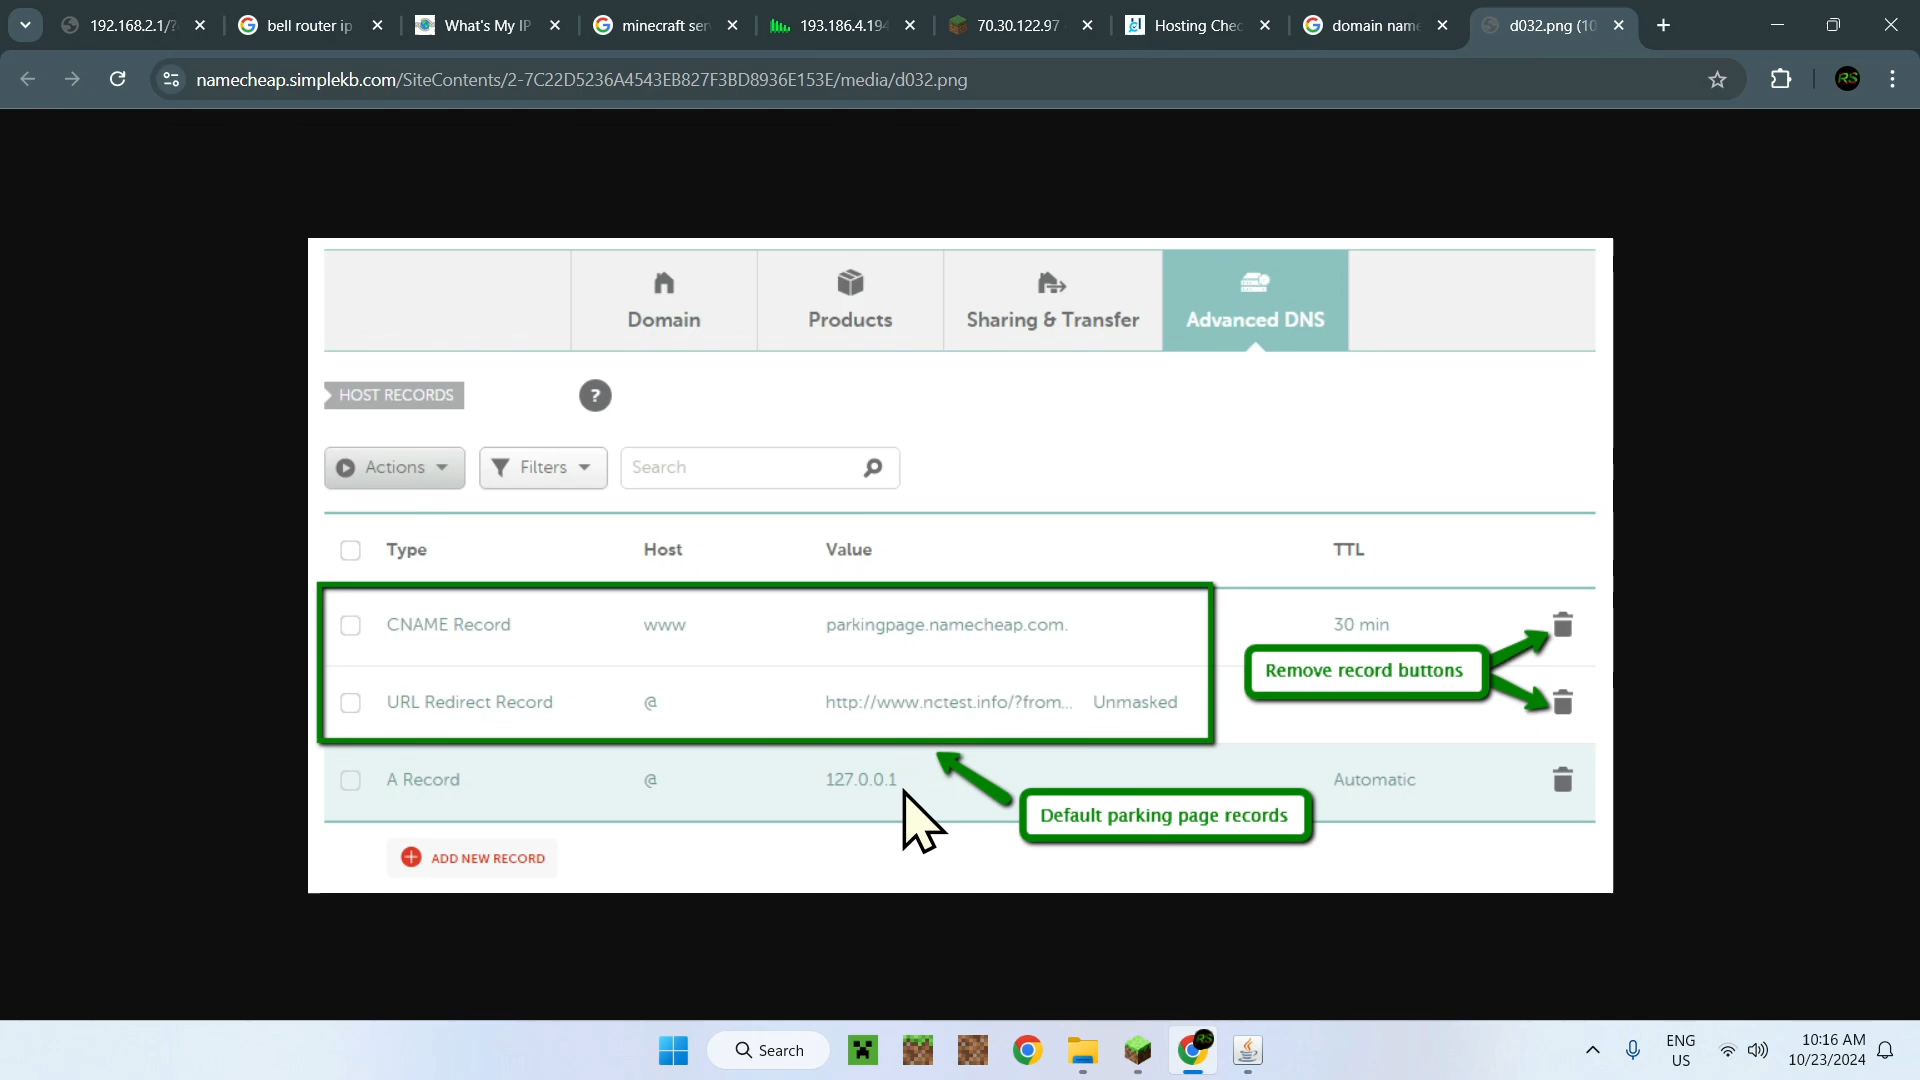 192.168.2.1/?
bell router ip
What's My IP
minecraft ser
193.186.4.194
70.30.122.97
Hosting Chec
domain name
d032.png (10
namecheap.simplekb.com/SiteContents/2-7C22D5236A4543EB827F3BD8936E153E/media/d032.png
RS
Domain
Products
Sharing & Transfer
Advanced DNS
HOST RECORDS
?
Actions
Filters
Search
Type Host Value TTL
CNAME Record www parkingpage.namecheap.com. 30 min
Remove record buttons
URL Redirect Record @ http://www.nctest.info/?from... Unmasked
A Record @ 127.0.0.1 Automatic
Default parking page records
ADD NEW RECORD
Search
RS
ENG
US
10:16 AM
10/23/2024